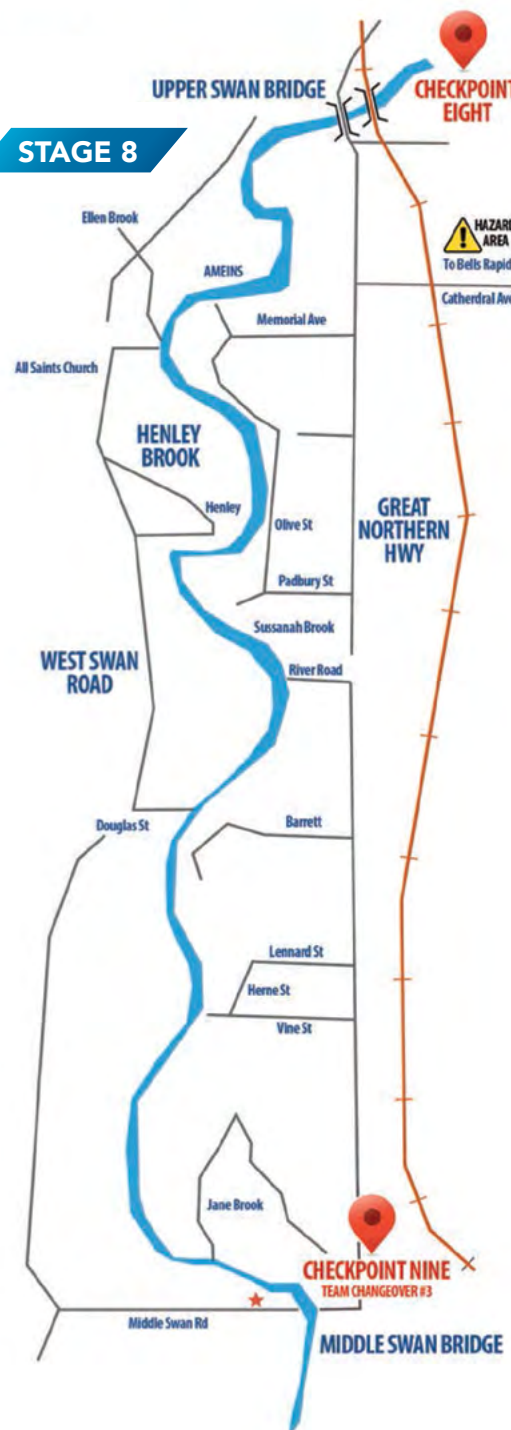 UPPER SWAN BRIDGE
CHECKPOINT
EIGHT
STAGE 8
Ellen Brook
HAZARD
AREA
To Bells Rapid
AMEINS
Catherdral Ave
Memorial Ave
All Saints Church
HENLEY
BROOK
Henley
Olive St
GREAT
NORTHERN
HWY
Padbury St
Sussanah Brook
WEST SWAN
ROAD
River Road
Douglas St
Barrett
Lennard St
Herne St
Vine St
Jane Brook
CHECKPOINT NINE
TEAM CHANGEOVER #3
Middle Swan Rd
MIDDLE SWAN BRIDGE